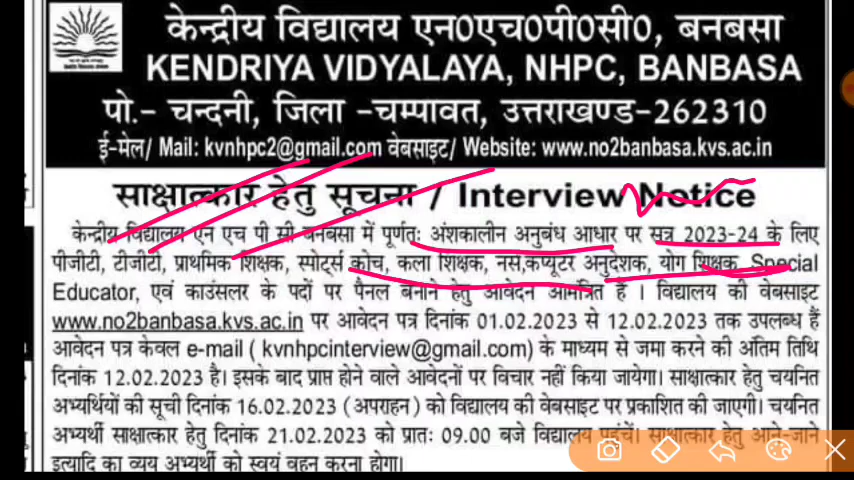 केन्द्रीय विद्यालय एन0एच0पी0सी0, बनबसा
KENDRIYA VIDYALAYA, NHPC, BANBASA
पो.- चन्दनी, जिला -चम्पावत, उत्तराखण्ड-262310
ई-मेल/ Mail: kvnhpc2@gmail.com वेबसाइट/ Website: www.no2banbasa.kvs.ac.in
साक्षात्कार हेतु सूचना / Interview Notice
केन्द्रीय विद्यालय एन एच पी सी बनबसा में पूर्णतः अंशकालीन अनुबंध आधार पर सत्र 2023-24 के लिए
पीजीटी, टीजीटी, प्राथमिक शिक्षक, स्पोर्ट्स कोच, कला शिक्षक, नर्स,कंप्यूटर अनुदेशक, योग शिक्षक, Special
Educator, एवं काउंसलर के पदों पर पैनल बनाने हेतु आवेदन आमंत्रित है । विद्यालय की वेबसाइट
www.no2banbasa.kvs.ac.in पर आवेदन पत्र दिनांक 01.02.2023 से 12.02.2023 तक उपलब्ध हैं
आवेदन पत्र केवल e-mail ( kvnhpcinterview@gmail.com) के माध्यम से जमा करने की अंतिम तिथि
दिनांक 12.02.2023 है। इसके बाद प्राप्त होने वाले आवेदनों पर विचार नहीं किया जायेगा। साक्षात्कार हेतु चयनित
अभ्यर्थियों की सूची दिनांक 16.02.2023 (अपराहन) को विद्यालय की वेबसाइट पर प्रकाशित की जाएगी। चयनित
अभ्यर्थी साक्षात्कार हेतु दिनांक 21.02.2023 को प्रातः 09.00 बजे विद्यालय पहुंचें। साक्षात्कार हेतु आने-जाने
इत्यादि का व्यय अभ्यर्थी को स्वयं वहन करना होगा।